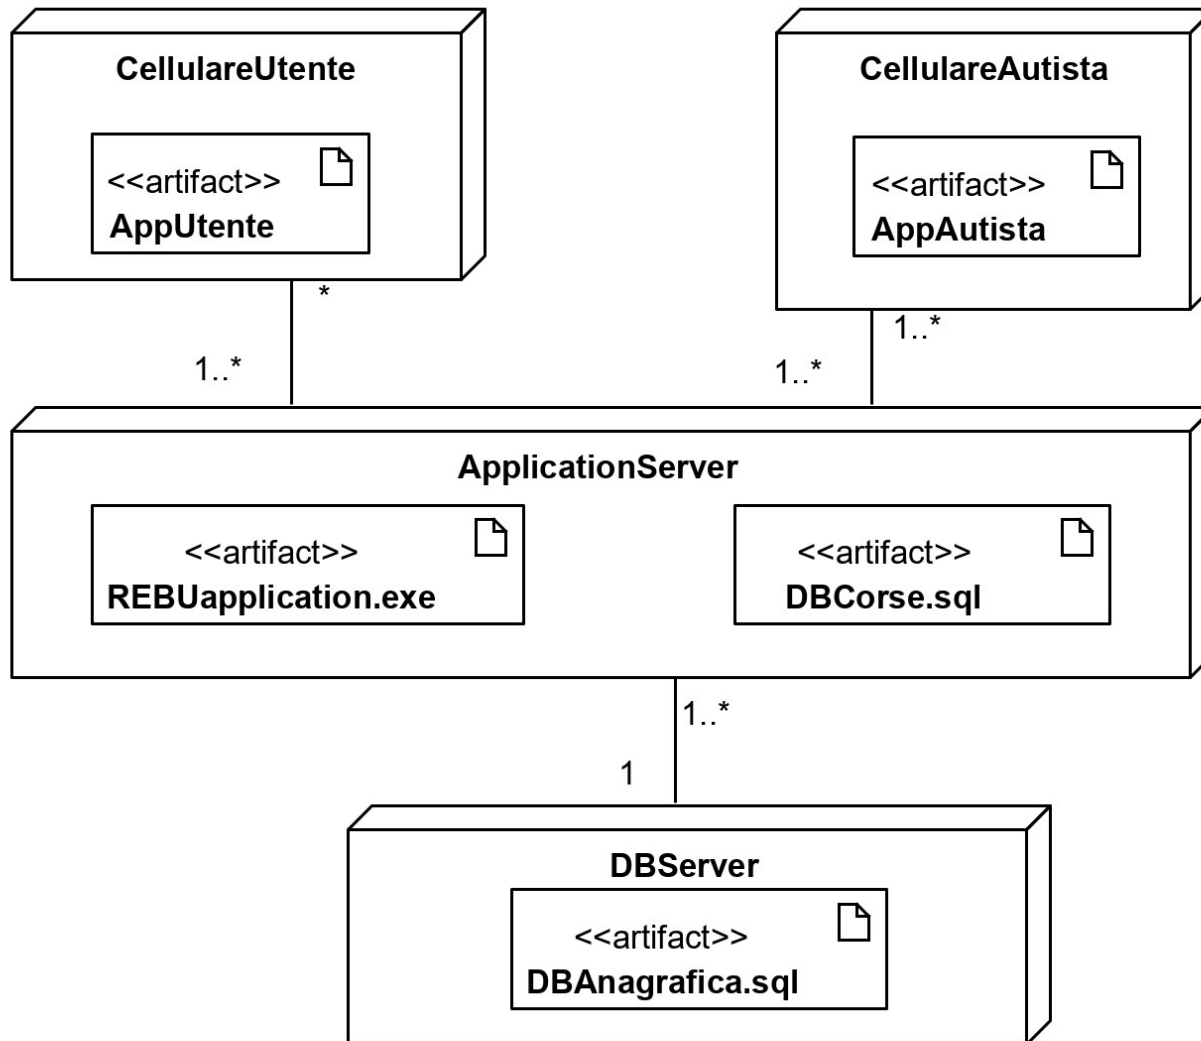 CellulareUtente
<<artifact>>
AppUtente
CellulareAutista
<<artifact>>
AppAutista
*
1..*
1..*
1..*
ApplicationServer
<<artifact>>
REBUapplication.exe
<<artifact>>
DBCorse.sql
1..*
1
DBServer
<<artifact>>
DBAnagrafica.sql